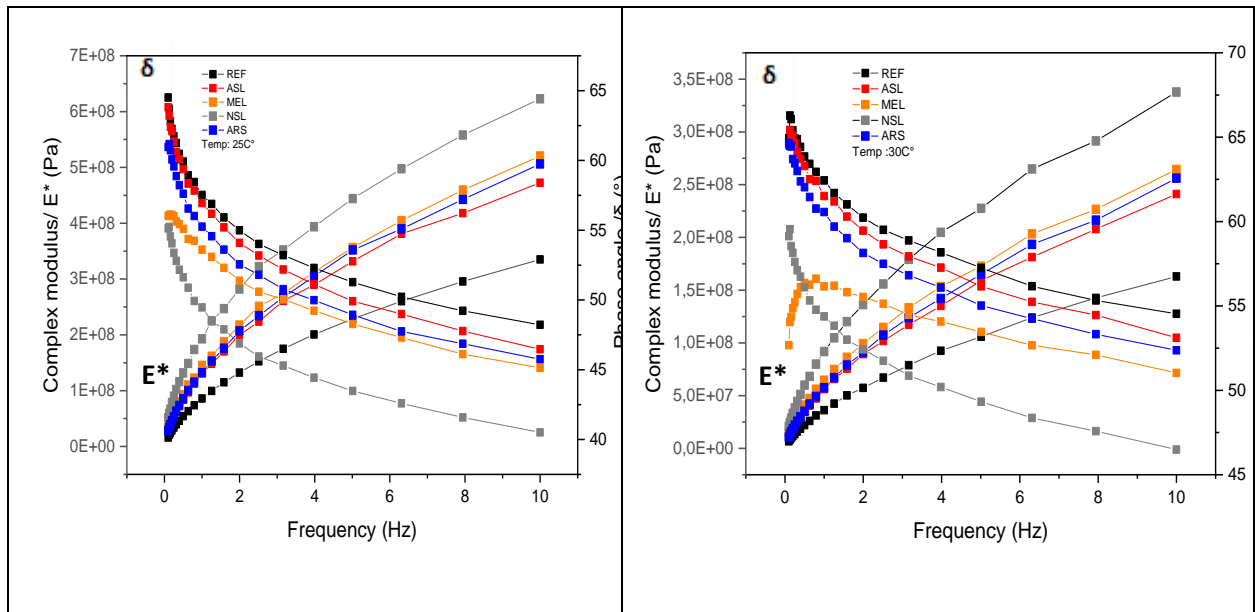 δ
REF
ASL
MEL
NSL
ARS
Temp: 25C°
7E+08
6E+08
5E+08
4E+08
3E+08
2E+08
1E+08
0E+00
Complex modulus/ E* (Pa)
E*
65
60
55
50
45
40
0
2
4
6
8
10
Frequency (Hz)
δ
REF
ASL
MEL
NSL
ARS
Temp :30C°
3,5E+08
3,0E+08
2,5E+08
2,0E+08
1,5E+08
1,0E+08
5,0E+07
0,0E+00
Complex modulus/ E* (Pa)
E*
70
65
60
55
50
45
0
2
4
6
8
10
Frequency (Hz)